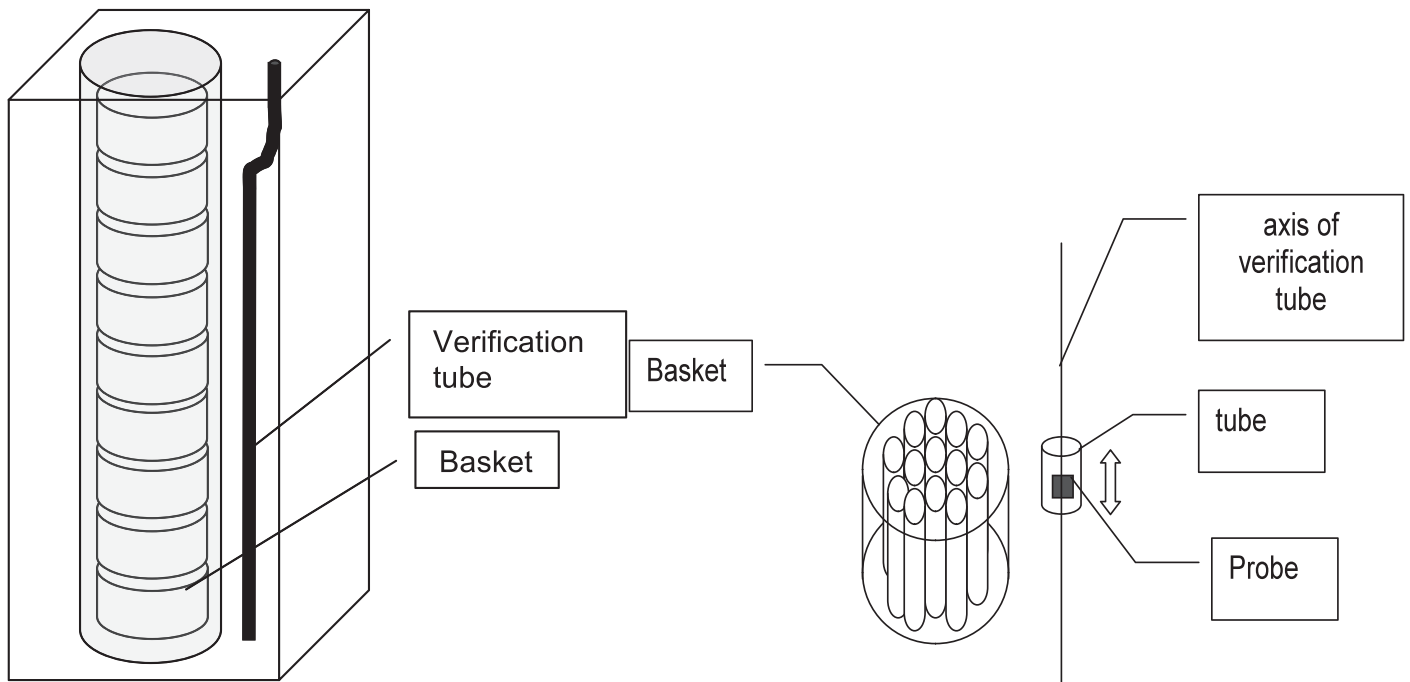 Verification
tube
Basket
Basket
axis of
verification
tube
tube
Probe